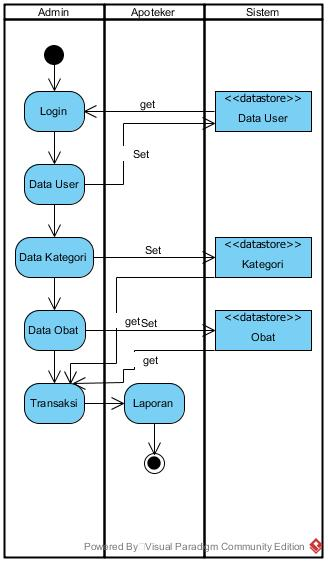 Admin
Apoteker
Sistem
<<datastore>>
Login
get
Data User
Set
Data User
<<datastore>>
Data Kategori
Set
Kategori
<<datastore>>
Data Obat
get
Set
Obat
get
Transaksi
Laporan
Powered By Visual Paradigm Community Edition